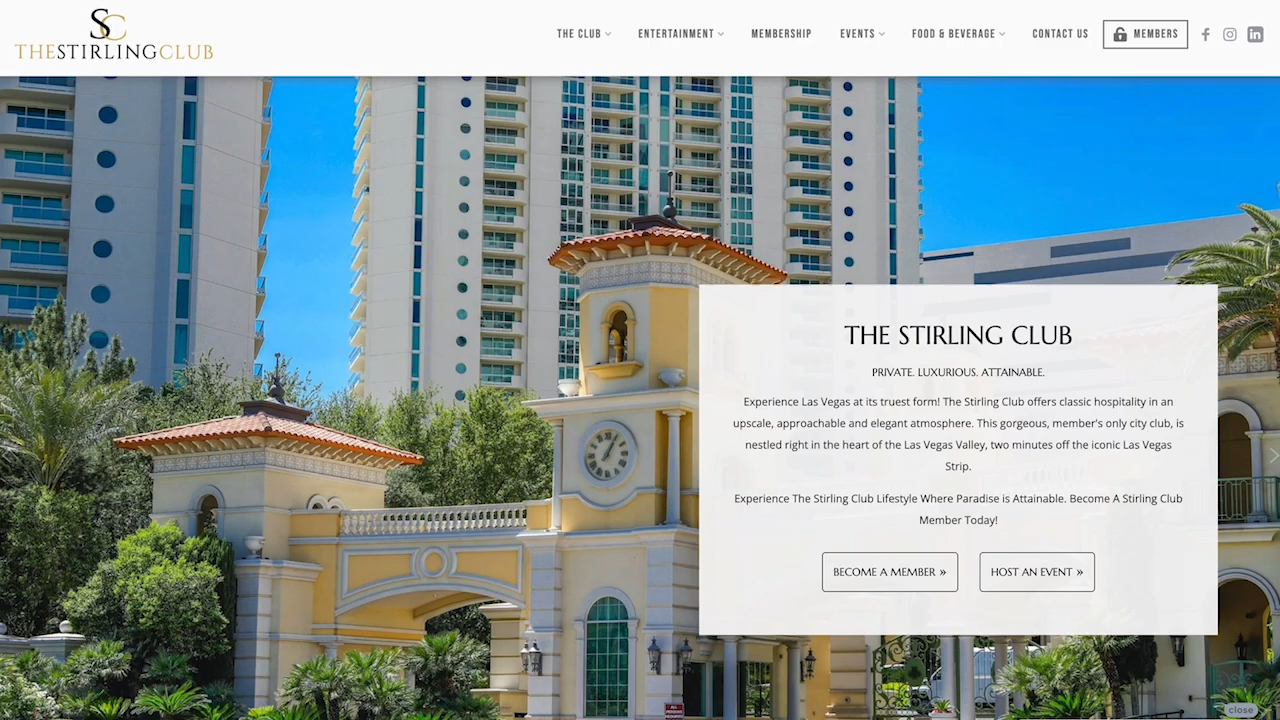 SC
THESTIRLINGCLUB
THE CLUB
ENTERTAINMENT
MEMBERSHIP
EVENTS
FOOD & BEVERAGE
CONTACT US
MEMBERS
THE STIRLING CLUB
PRIVATE. LUXURIOUS. ATTAINABLE.
Experience Las Vegas at its truest form! The Stirling Club offers classic hospitality in an
upscale, approachable and elegant atmosphere. This gorgeous, member's only city club, is
nestled right in the heart of the Las Vegas Valley, two minutes off the iconic Las Vegas
Strip.
Experience The Stirling Club Lifestyle Where Paradise is Attainable. Become A Stirling Club
Member Today!
BECOME A MEMBER »
HOST AN EVENT »
close